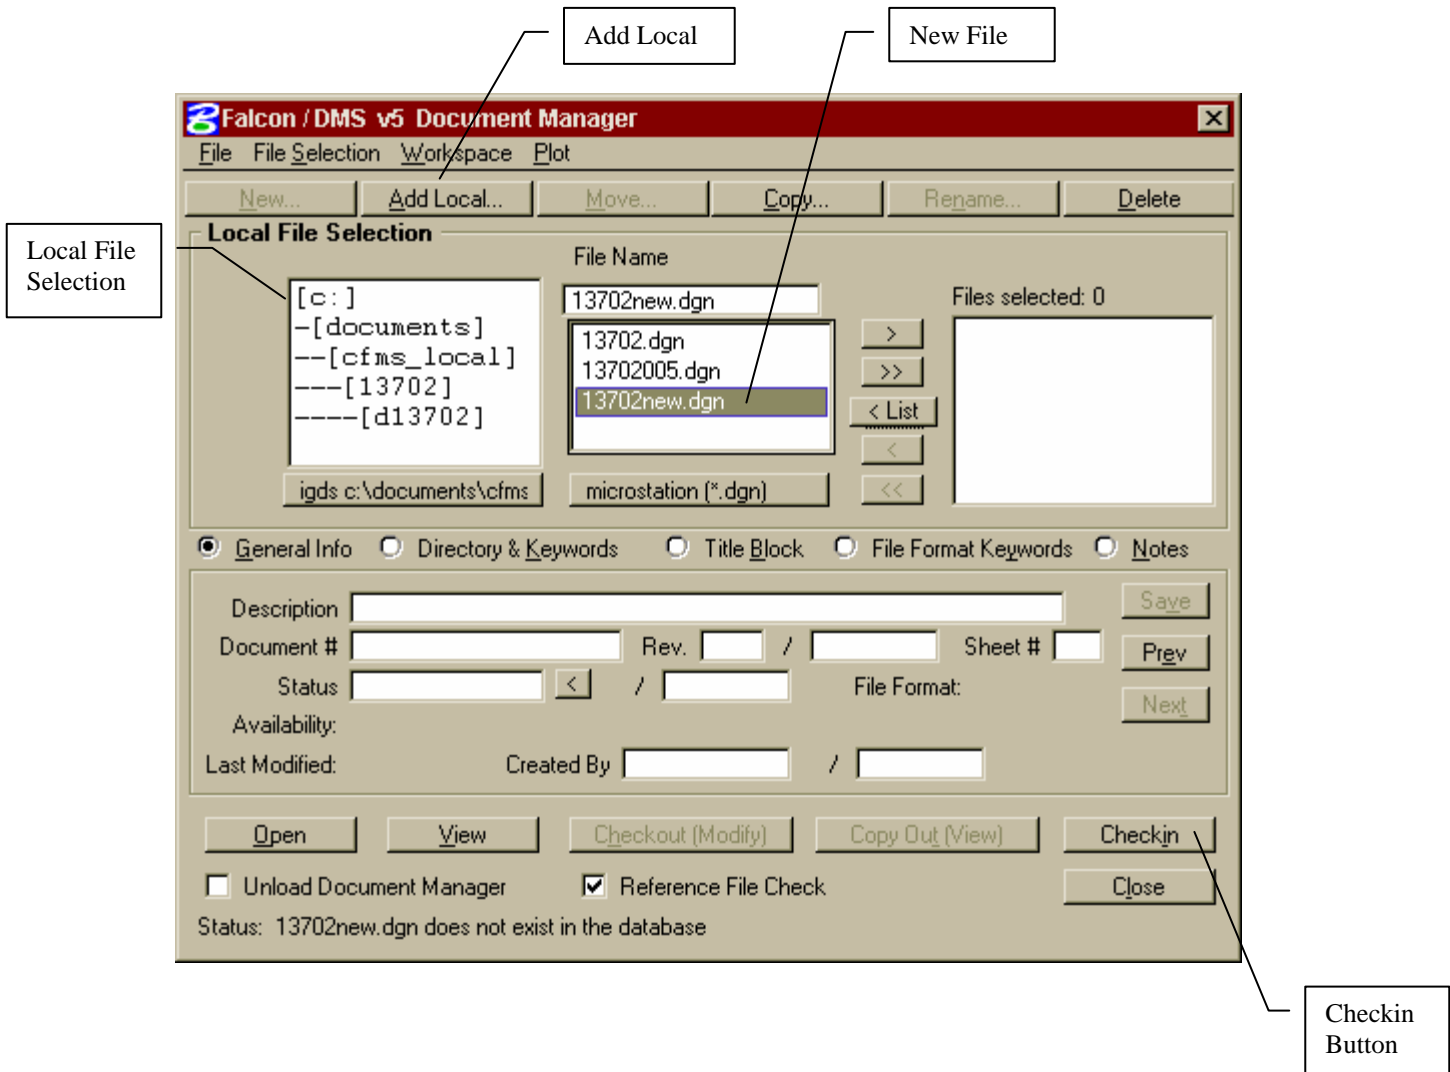 Add Local
New File
Falcon / DMS v5 Document Manager
File File Selection Workspace Plot
New... Add Local... Move... Copy... Rename... Delete
Local File Selection
Local File
Selection
File Name
[c:]
-[documents]
--[cfms_local]
---[13702]
----[d13702]
igds c:\documents\cfms
13702new.dgn
13702.dgn
13702005.dgn
13702new.dgn
microstation (*.dgn)
>
>>
< List
<
<<
Files selected: 0
General Info Directory & Keywords Title Block File Format Keywords Notes
Description Save
Document # Rev. / Sheet # Prev
Status < / File Format: Next
Availability:
Last Modified: Created By /
Open View Checkout (Modify) Copy Out (View) Checkin
Unload Document Manager Reference File Check Close
Status: 13702new.dgn does not exist in the database
Checkin
Button